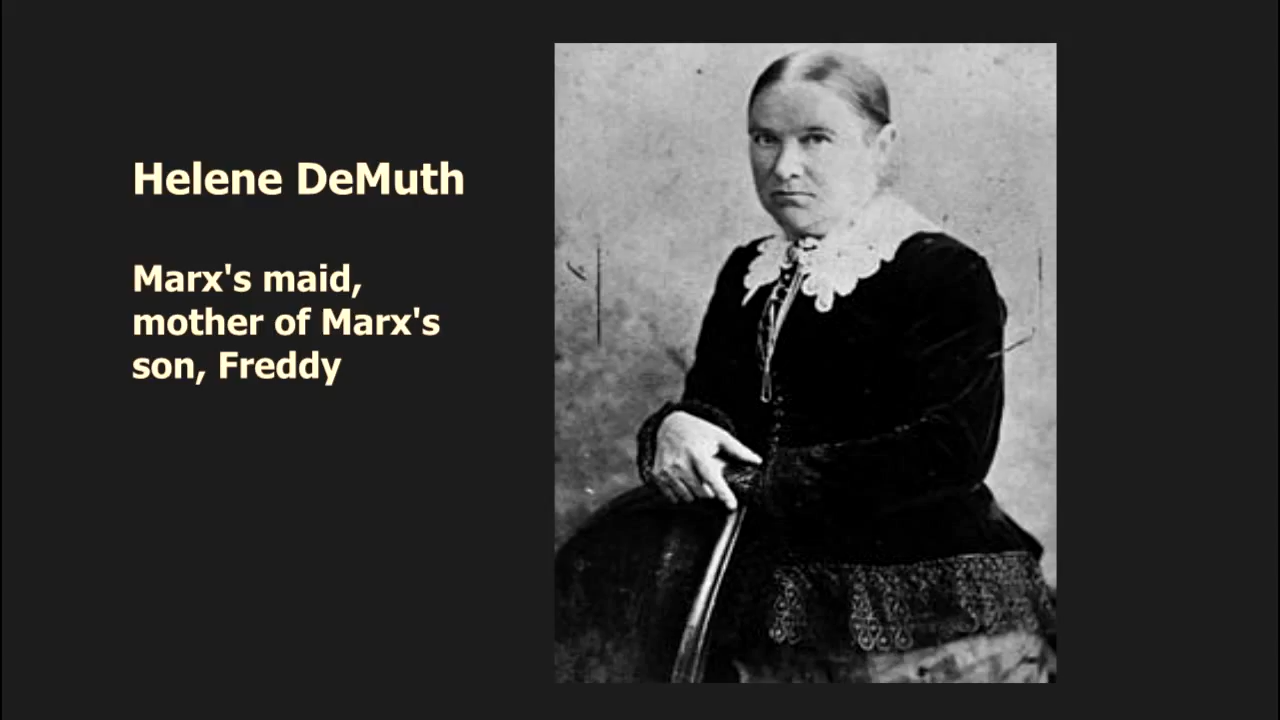 Helene DeMuth
Marx's maid,
mother of Marx's
son, Freddy